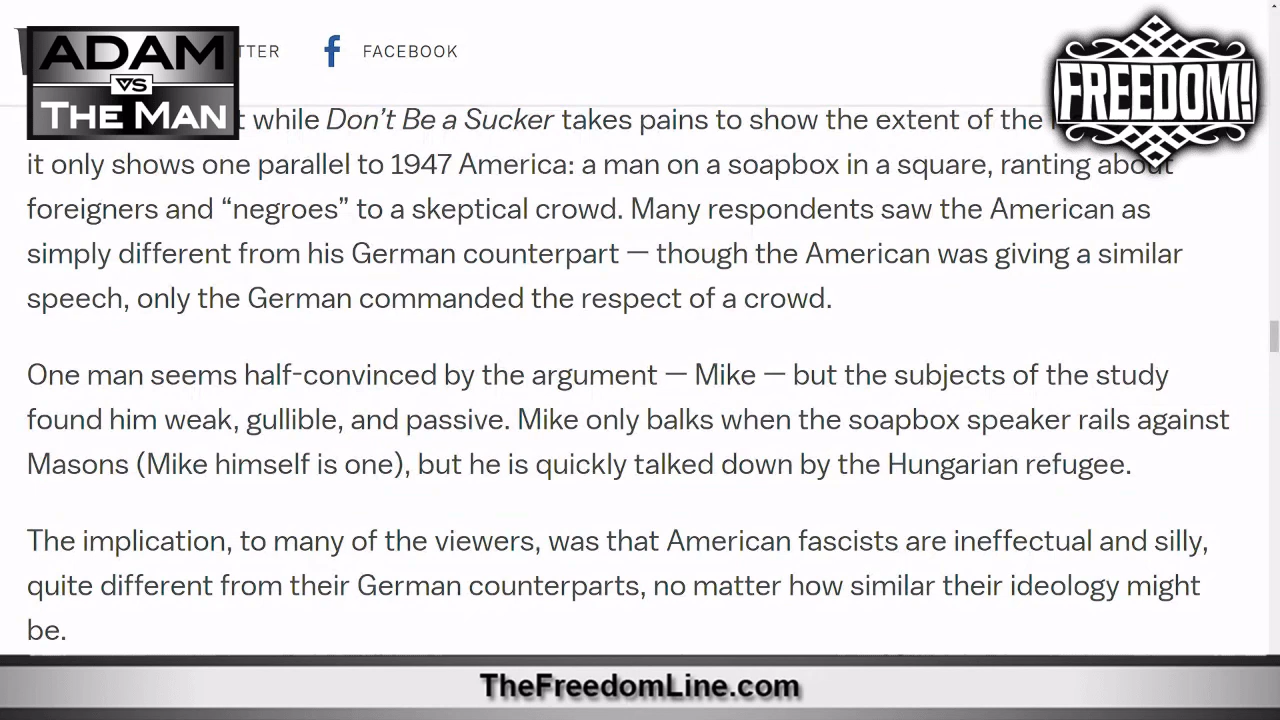 ADAM
VS
THE MAN
TTER
FACEBOOK
FREEDOM!
t while Don’t Be a Sucker takes pains to show the extent of the
it only shows one parallel to 1947 America: a man on a soapbox in a square, ranting about
foreigners and “negroes” to a skeptical crowd. Many respondents saw the American as
simply different from his German counterpart — though the American was giving a similar
speech, only the German commanded the respect of a crowd.
One man seems half-convinced by the argument — Mike — but the subjects of the study
found him weak, gullible, and passive. Mike only balks when the soapbox speaker rails against
Masons (Mike himself is one), but he is quickly talked down by the Hungarian refugee.
The implication, to many of the viewers, was that American fascists are ineffectual and silly,
quite different from their German counterparts, no matter how similar their ideology might
be.
TheFreedomLine.com